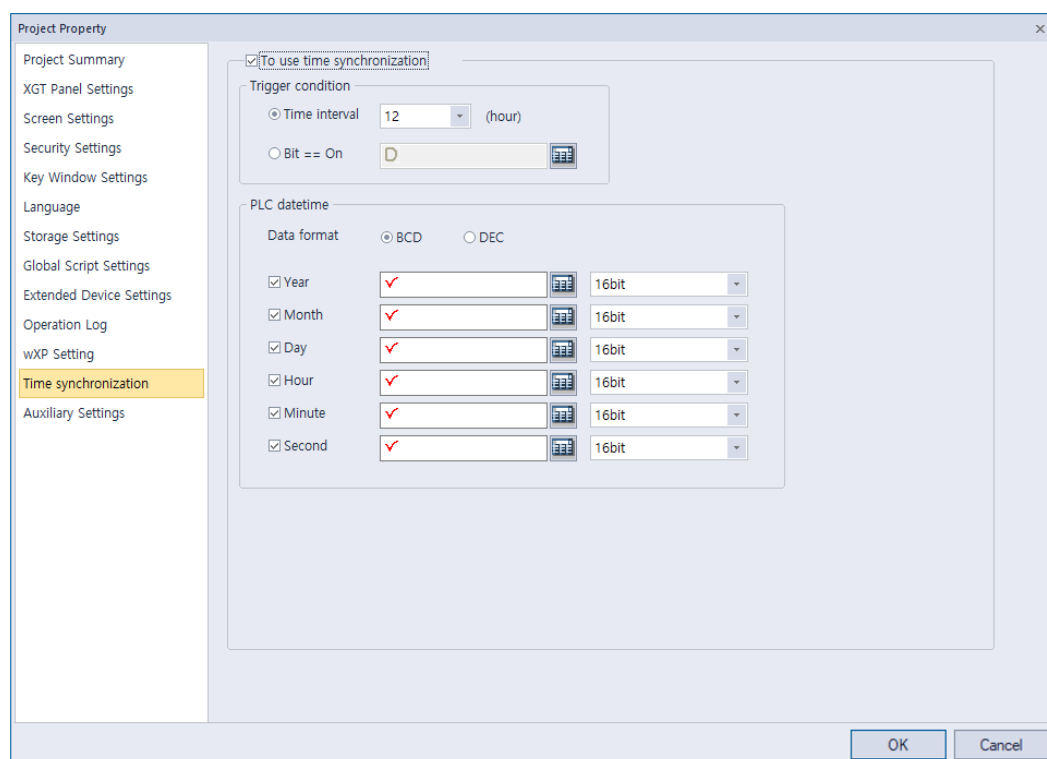 Project Property
Project Summary
XGT Panel Settings
Screen Settings
Security Settings
Key Window Settings
Language
Storage Settings
Global Script Settings
Extended Device Settings
Operation Log
wXP Setting
Time synchronization
Auxiliary Settings
To use time synchronization
Trigger condition
Time interval 12 (hour)
Bit == On D
PLC datetime
Data format BCD DEC
Year 16bit
Month 16bit
Day 16bit
Hour 16bit
Minute 16bit
Second 16bit
OK Cancel